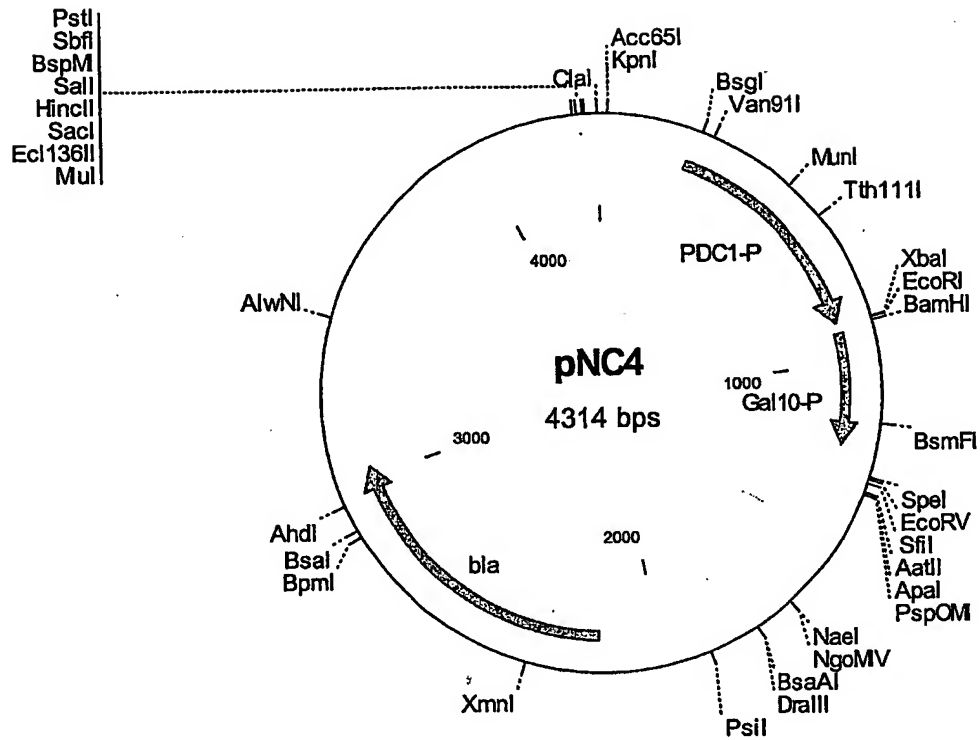 PstI
SbfI
BspMI
SalI
HincII
SacI
Ecl136II
MluI
ClaI
Acc65I
KpnI
BsgI
Van91I
MunI
Tth111I
XbaI
EcoRI
BamHI
PDC1-P
4000
AlwNI
pNC4
4314 bps
1000
Gal10-P
BsmFI
3000
SpeI
EcoRV
SfiI
AatII
ApaI
PspOMI
AhdI
BsaI
BpmI
2000
bla
NaeI
NgoMIV
BsaAI
DraIII
XmnI
PsiI